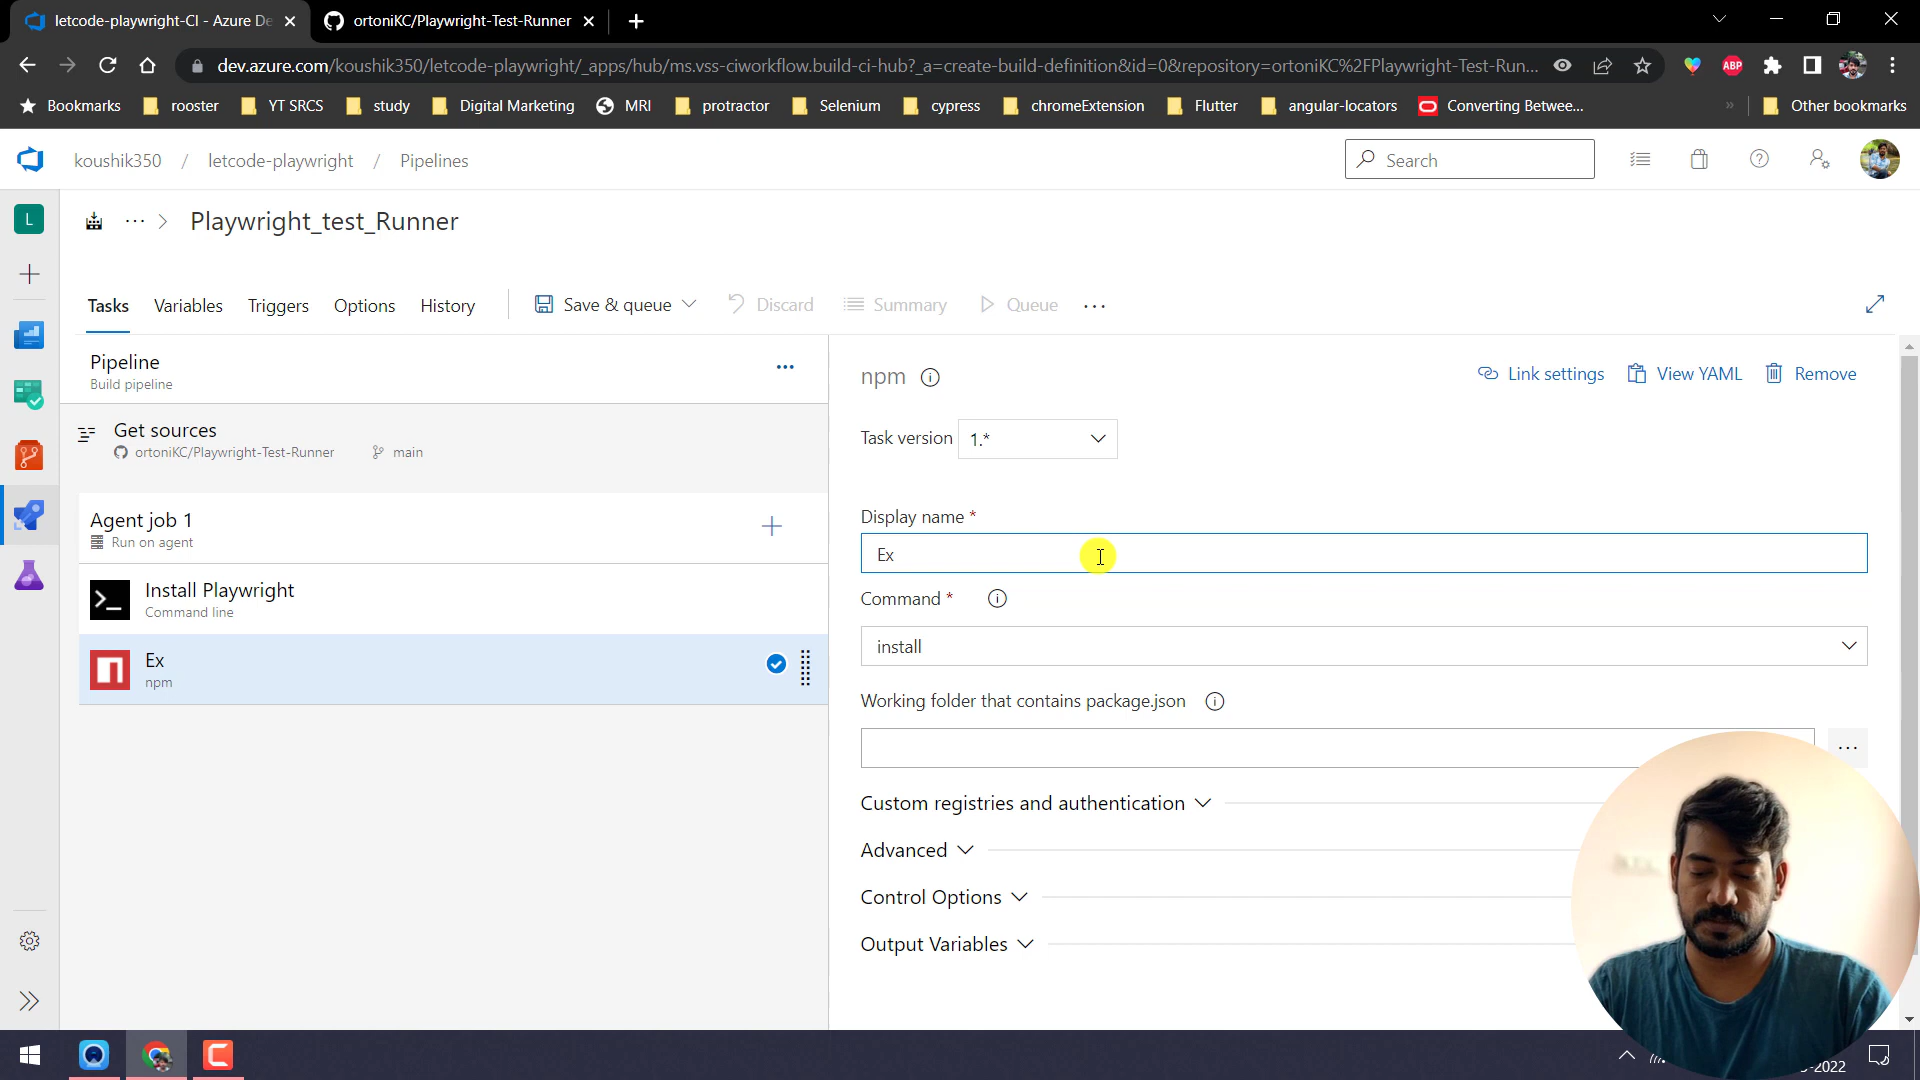 letcode-playwright-CI - Azure De
ortoniKC/Playwright-Test-Runner
dev.azure.com/koushik350/letcode-playwright/_apps/hub/ms.vss-ciworkflow.build-ci-hub?_a=create-build-definition&id=0&repository=ortoniKC%2FPlaywright-Test-Run...
ABP
Bookmarks rooster YT SRCS study Digital Marketing MRI protractor Selenium cypress chromeExtension Flutter angular-locators Converting Betwee... » Other bookmarks
koushik350 / letcode-playwright / Pipelines
Search
L
... > Playwright_test_Runner
Tasks Variables Triggers Options History Save & queue Discard Summary Queue ...
Pipeline
Build pipeline
Get sources
ortoniKC/Playwright-Test-Runner main
Agent job 1
Run on agent
Install Playwright
Command line
Ex
npm
npm
Link settings View YAML Remove
Task version 1.*
Display name *
Ex
Command *
install
Working folder that contains package.json
...
Custom registries and authentication
Advanced
Control Options
Output Variables
-2022